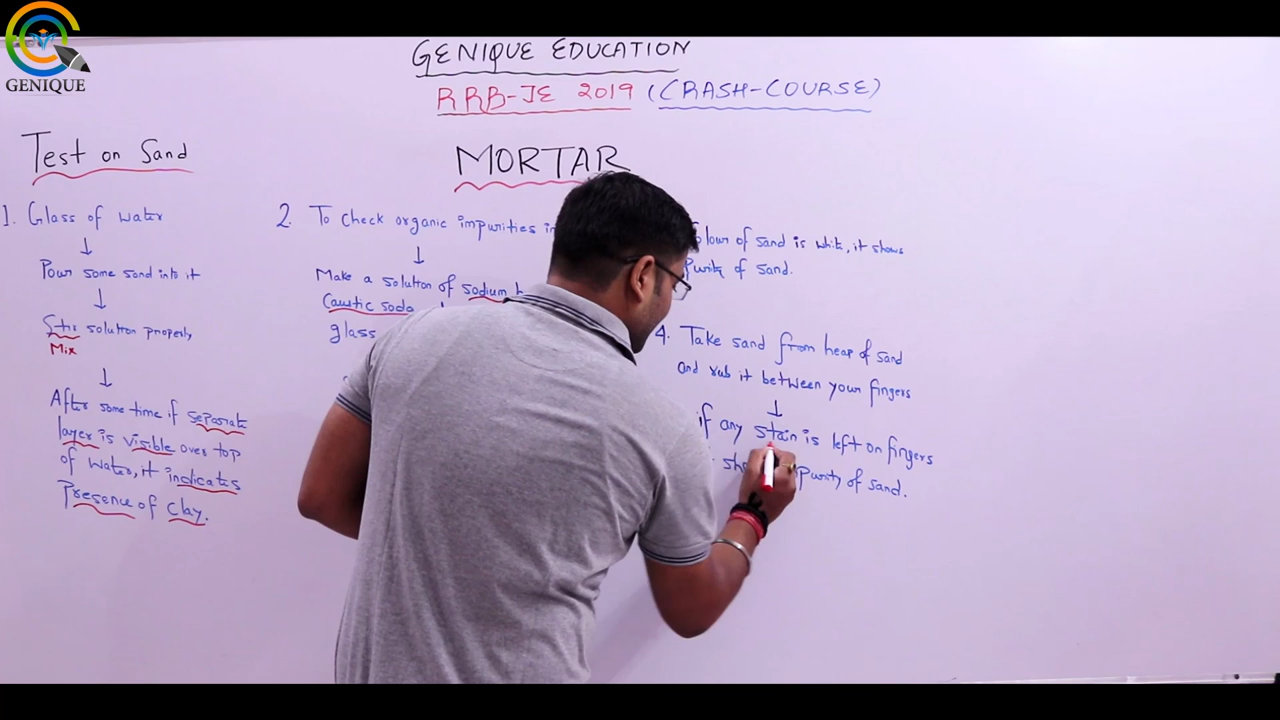 GENIQUE
GENIQUE EDUCATION
RRB-JE 2019 (CRASH-COURSE)
MORTAR
Test on Sand
1. Glass of water
↓
Pour some sand into it
↓
Stir solution properly
Mix
↓
After some time if separate
layer is visible over top
of water, it indicates
Presence of clay.
2. To check organic impurities in
↓
Make a solution of sodium
Caustic soda
glass
Colour of sand is white, it shows
Purity of sand.
4. Take sand from heap of sand
and rub it between your fingers
↓
if any stain is left on fingers
of sand.